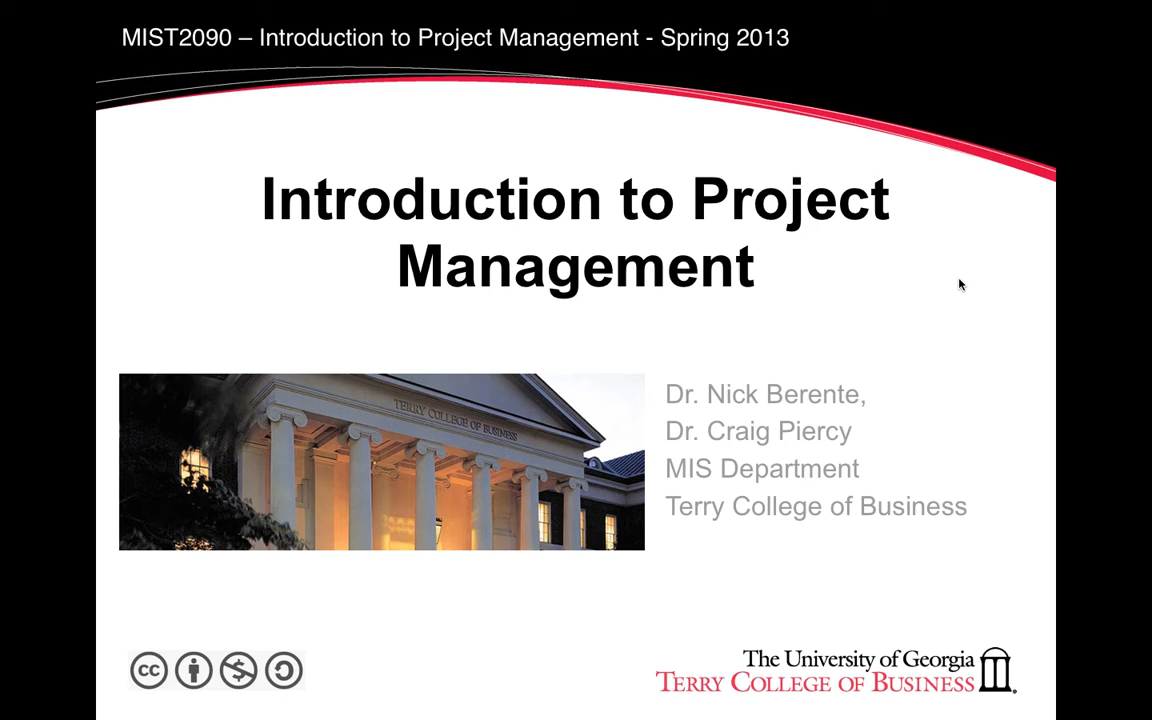 MIST2090 – Introduction to Project Management - Spring 2013
Introduction to Project
Management
TERRY COLLEGE OF BUSINESS
Dr. Nick Berente,
Dr. Craig Piercy
MIS Department
Terry College of Business
cc
The University of Georgia
TERRY COLLEGE OF BUSINESS